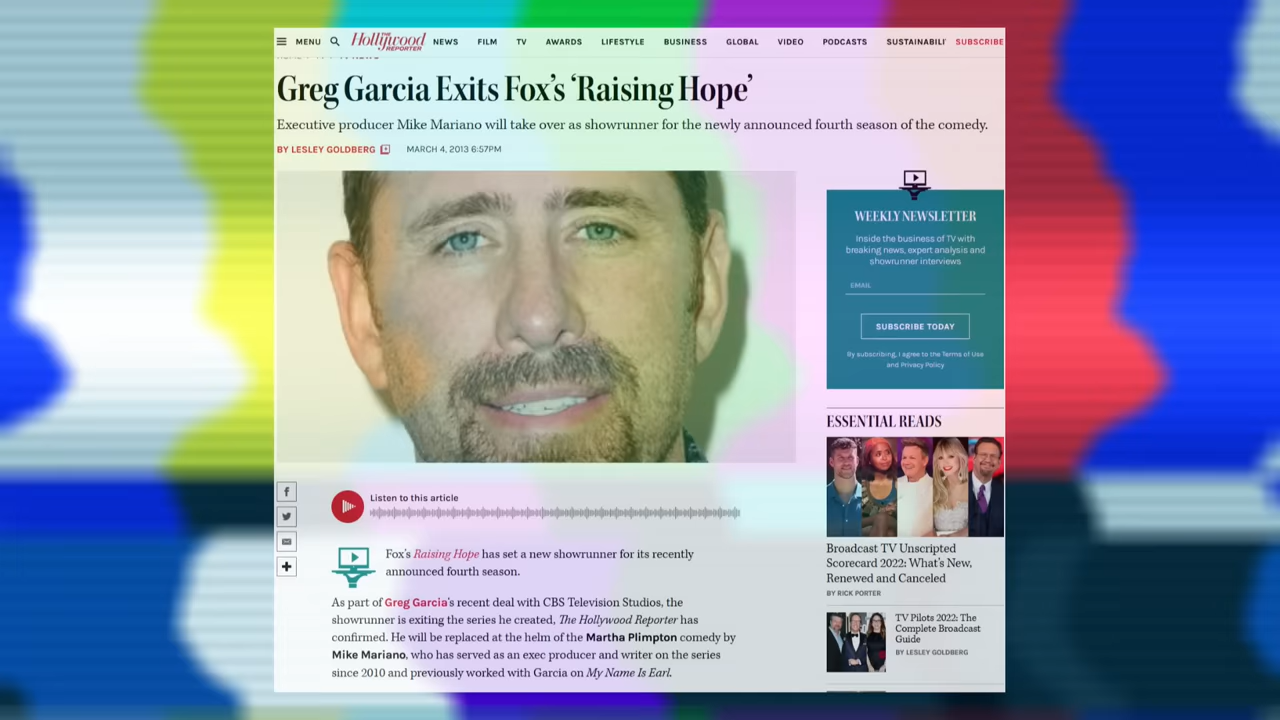 MENU
THE
Hollywood
REPORTER
NEWS FILM TV AWARDS LIFESTYLE BUSINESS GLOBAL VIDEO PODCASTS SUSTAINABILI SUBSCRIBE
Greg Garcia Exits Fox's ‘Raising Hope’
Executive producer Mike Mariano will take over as showrunner for the newly announced fourth season of the comedy.
BY LESLEY GOLDBERG MARCH 4, 2013 6:57PM
WEEKLY NEWSLETTER
Inside the business of TV with
breaking news, expert analysis and
showrunner interviews
EMAIL
SUBSCRIBE TODAY
By subscribing, I agree to the Terms of Use
and Privacy Policy
ESSENTIAL READS
Broadcast TV Unscripted
Scorecard 2022: What's New,
Renewed and Canceled
BY RICK PORTER
TV Pilots 2022: The
Complete Broadcast
Guide
BY LESLEY GOLDBERG
Listen to this article
Fox's Raising Hope has set a new showrunner for its recently
announced fourth season.
As part of Greg Garcia's recent deal with CBS Television Studios, the
showrunner is exiting the series he created, The Hollywood Reporter has
confirmed. He will be replaced at the helm of the Martha Plimpton comedy by
Mike Mariano, who has served as an exec producer and writer on the series
since 2010 and previously worked with Garcia on My Name Is Earl.